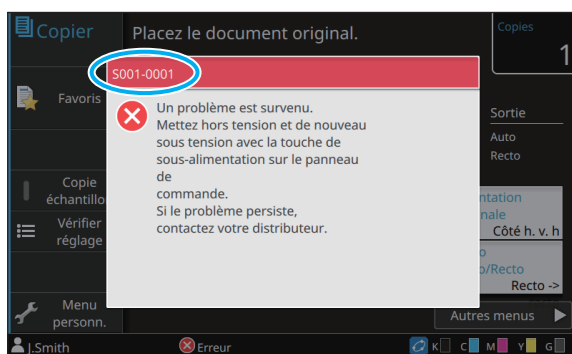 Copier
Placez le document original.
Copies
1
S001-0001
Favoris
Un problème est survenu.
Mettez hors tension et de nouveau
sous tension avec la touche de
sous-alimentation sur le panneau
de
commande.
Si le problème persiste,
contactez votre distributeur.
Sortie
Auto
Recto
Copie
échantillo
Vérifier
réglage
ntation
nale
Côté h. v. h
o
o/Recto
Recto ->
Menu
personn.
Autres menus
J.Smith
Erreur
K C M Y G